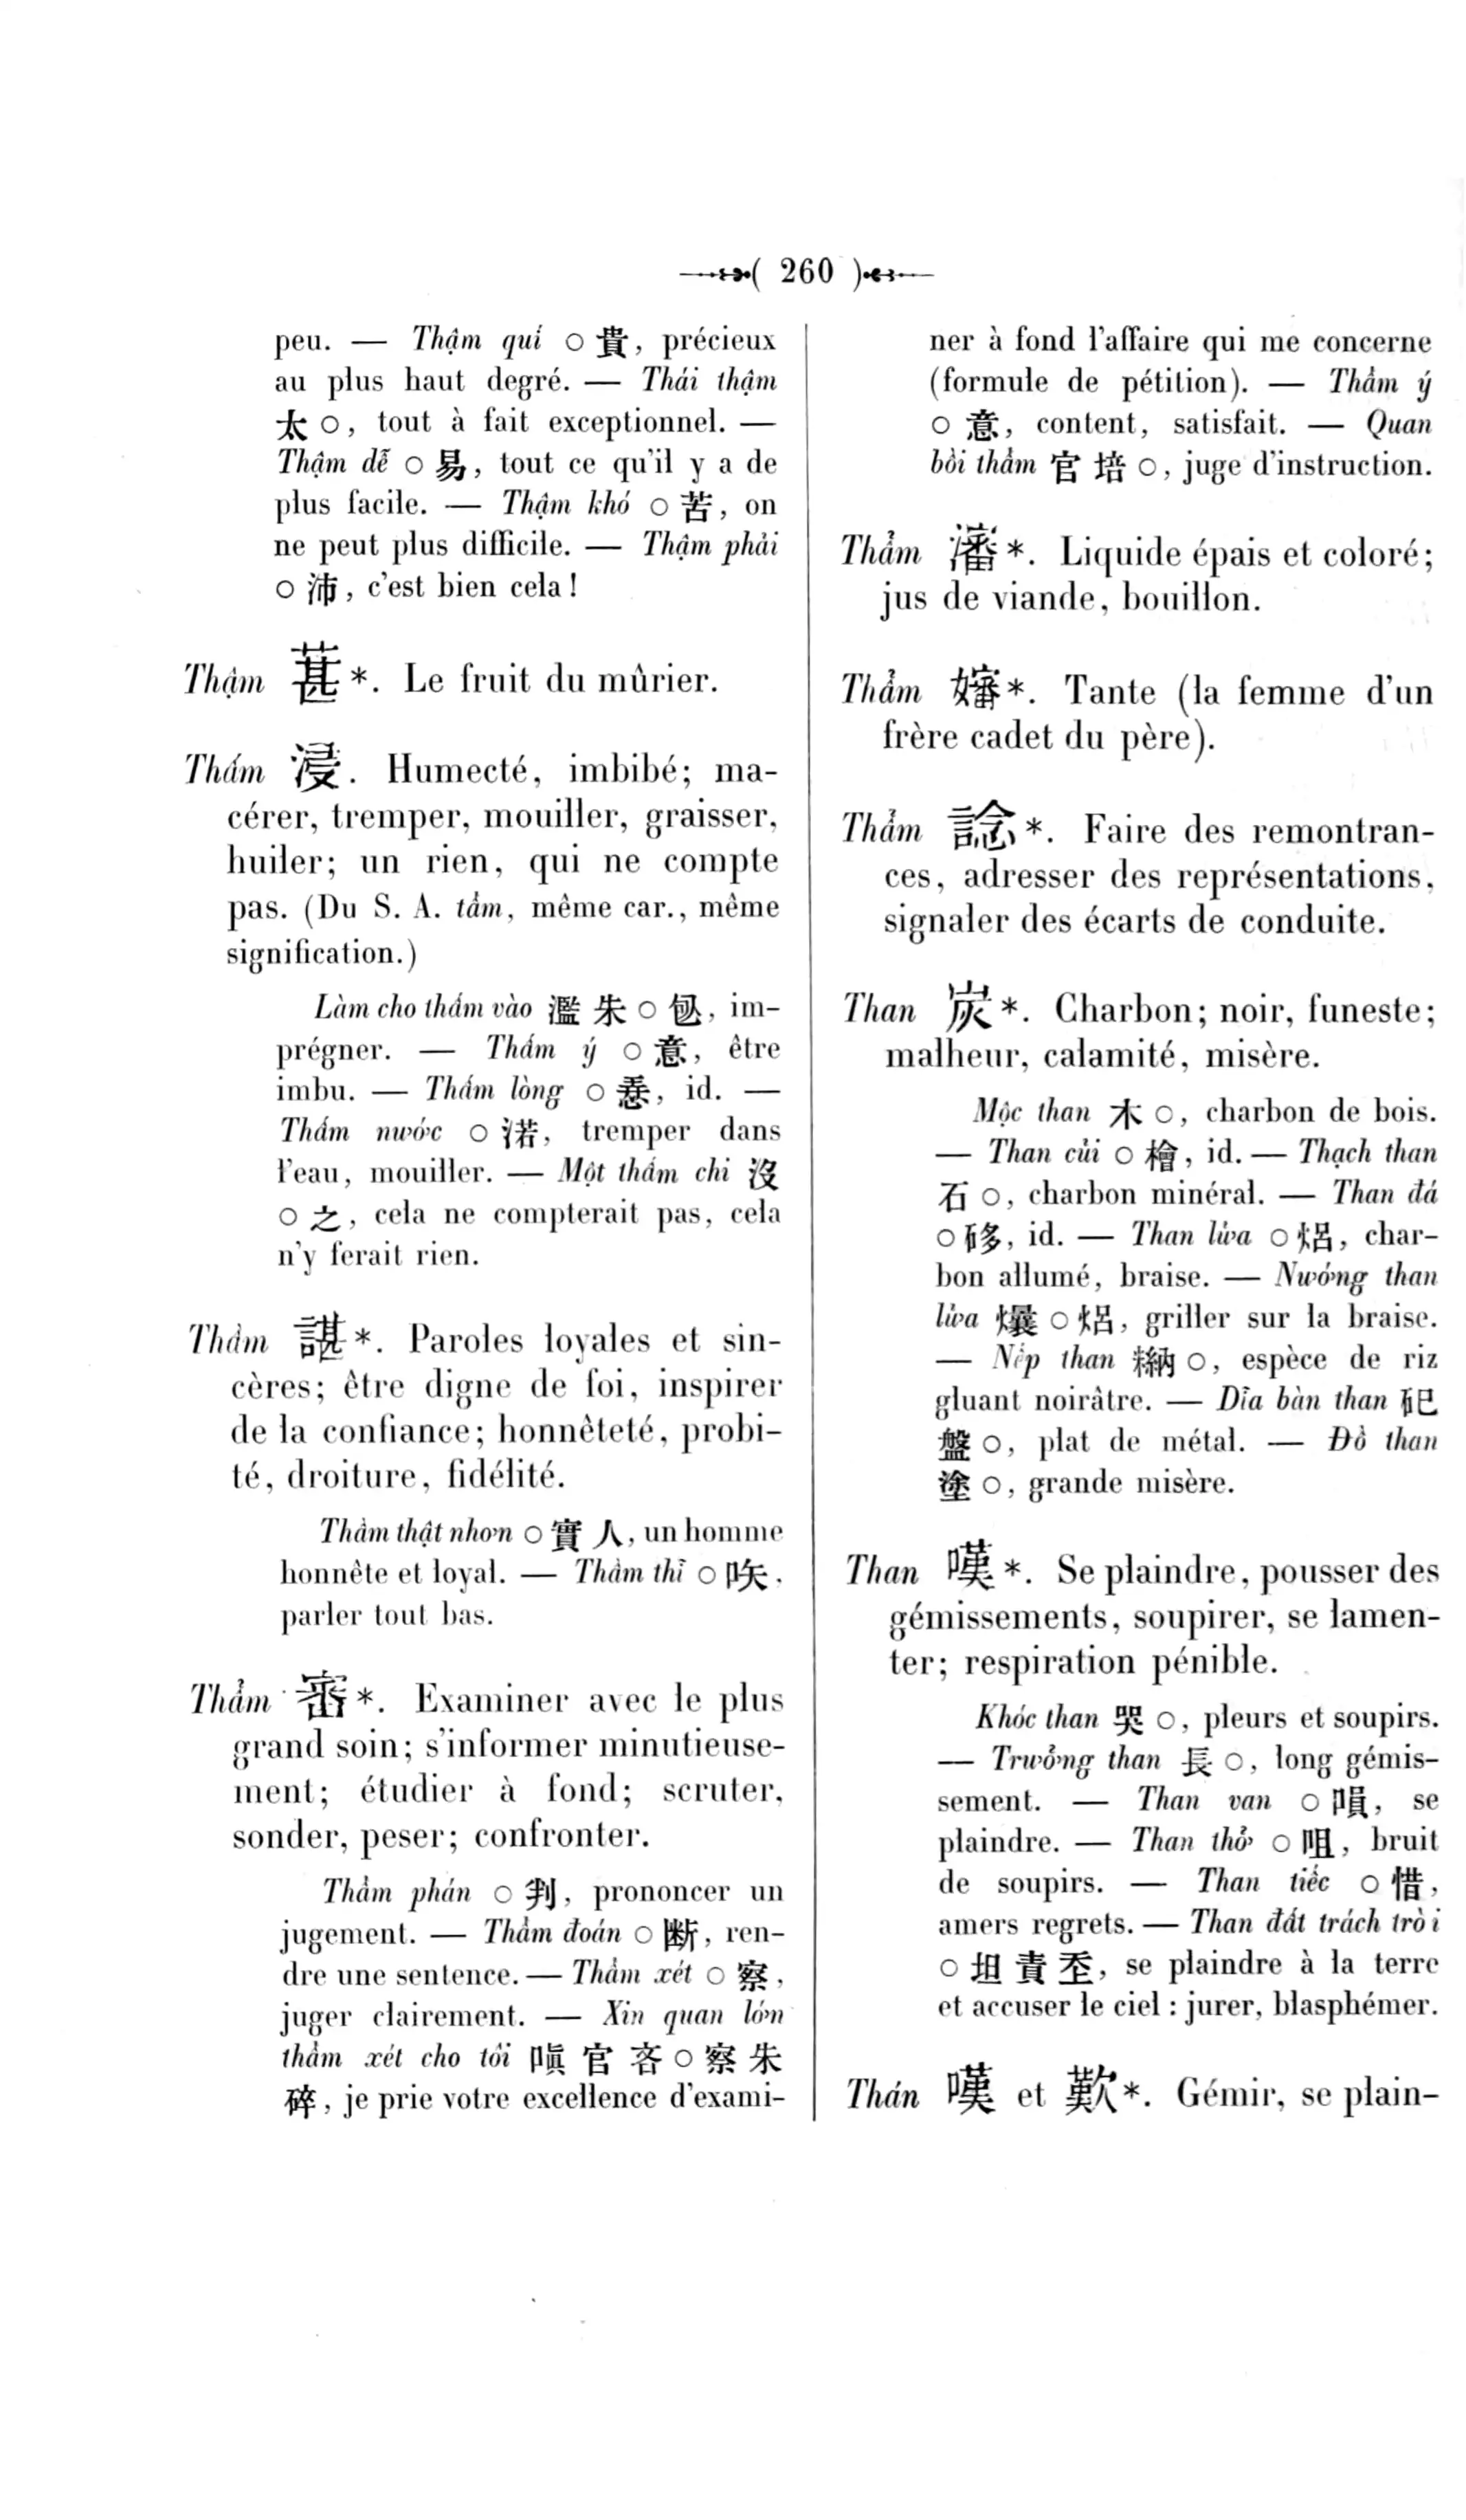 ( 260 )
peu. — Thậm quí ○ 貴, précieux
au plus haut degré. — Thái thậm
太 ○, tout à fait exceptionnel. —
Thậm dễ ○ 易, tout ce qu'il y a de
plus facile. — Thậm khó ○ 苦, on
ne peut plus difficile. — Thậm phải
○ 沛, c'est bien cela!
Thậm 葚*. Le fruit du mûrier.
Thấm 浸. Humecté, imbibé; ma-
cérer, tremper, mouiller, graisser,
huiler; un rien, qui ne compte
pas. (Du S. A. tẩm, même car., même
signification.)
Làm cho thấm vào 濫 朱 ○ 𠓨, im-
prégner. — Thấm ý ○ 意, être
imbu. — Thấm lòng ○ 𢚸, id. —
Thấm nước ○ 渃, tremper dans
l'eau, mouiller. — Một thấm chi 沒
○ 之, cela ne compterait pas, cela
n'y ferait rien.
Thầm 諶*. Paroles loyales et sin-
cères; être digne de foi, inspirer
de la confiance; honnêteté, probi-
té, droiture, fidélité.
Thầm thật nhơn ○ 實 人, un homme
honnête et loyal. — Thầm thĩ ○ 㕧,
parler tout bas.
Thẩm 審*. Examiner avec le plus
grand soin; s'informer minutieuse-
ment; étudier à fond; scruter,
sonder, peser; confronter.
Thẩm phán ○ 判, prononcer un
jugement. — Thẩm đoán ○ 断, ren-
dre une sentence. — Thẩm xét ○ 察,
juger clairement. — Xin quan lớn
thẩm xét cho tôi 嗔 官 𡘯 ○ 察 朱
碎, je prie votre excellence d'exami-
ner à fond l'affaire qui me concerne
(formule de pétition). — Thẩm ý
○ 意, content, satisfait. — Quan
bồi thẩm 官 培 ○, juge d'instruction.
Thẩm 瀋*. Liquide épais et coloré;
jus de viande, bouillon.
Thẩm 嬸*. Tante (la femme d'un
frère cadet du père).
Thẩm 諗*. Faire des remontran-
ces, adresser des représentations,
signaler des écarts de conduite.
Than 炭*. Charbon; noir, funeste;
malheur, calamité, misère.
Mộc than 木 ○, charbon de bois.
— Than củi ○ 檜, id. — Thạch than
石 ○, charbon minéral. — Than đá
○ 𥑥, id. — Than lửa ○ 焒, char-
bon allumé, braise. — Nướng than
lửa 爙 ○ 焒, griller sur la braise.
— Nếp than ○, espèce de riz
gluant noirâtre. — Dĩa bàn than
盤 ○, plat de métal. — Đồ than
塗 ○, grande misère.
Than 嘆*. Se plaindre, pousser des
gémissements, soupirer, se lamen-
ter; respiration pénible.
Khóc than 哭 ○, pleurs et soupirs.
— Trưởng than 長 ○, long gémis-
sement. — Than van ○ 㖳, se
plaindre. — Than thở ○ 咀, bruit
de soupirs. — Than tiếc ○ 惜,
amers regrets. — Than đất trách trời
○ 坦 責 𡗶, se plaindre à la terre
et accuser le ciel : jurer, blasphémer.
Thán 嘆 et 歎*. Gémir, se plain-